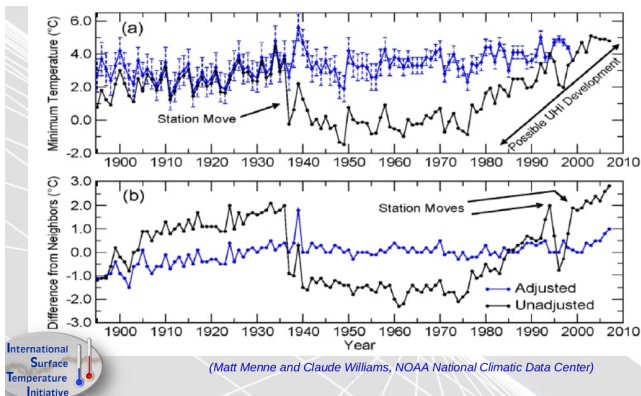 (a)
Minimum Temperature (°C)
6.0
4.0
2.0
0.0
-2.0
Station Move
Possible UHI Development
1900 1910 1920 1930 1940 1950 1960 1970 1980 1990 2000 2010
(b)
Difference from Neighbors (°C)
3.0
2.0
1.0
0.0
-1.0
-2.0
-3.0
Station Moves
Adjusted
Unadjusted
1900 1910 1920 1930 1940 1950 1960 1970 1980 1990 2000 2010
Year
International
Surface
Temperature
Initiative
(Matt Menne and Claude Williams, NOAA National Climatic Data Center)